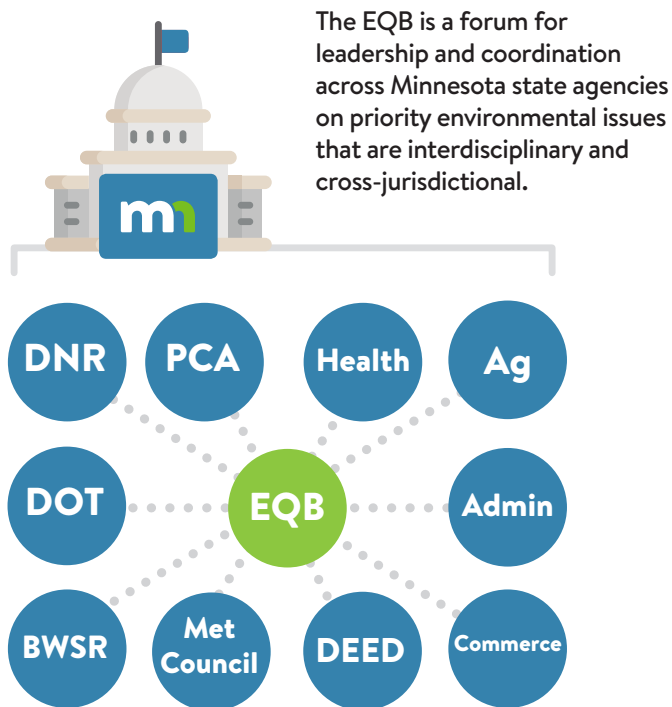 The EQB is a forum for
leadership and coordination
across Minnesota state agencies
on priority environmental issues
that are interdisciplinary and
cross-jurisdictional.
mn
DNR
PCA
Health
Ag
DOT
EQB
Admin
BWSR
Met
Council
DEED
Commerce